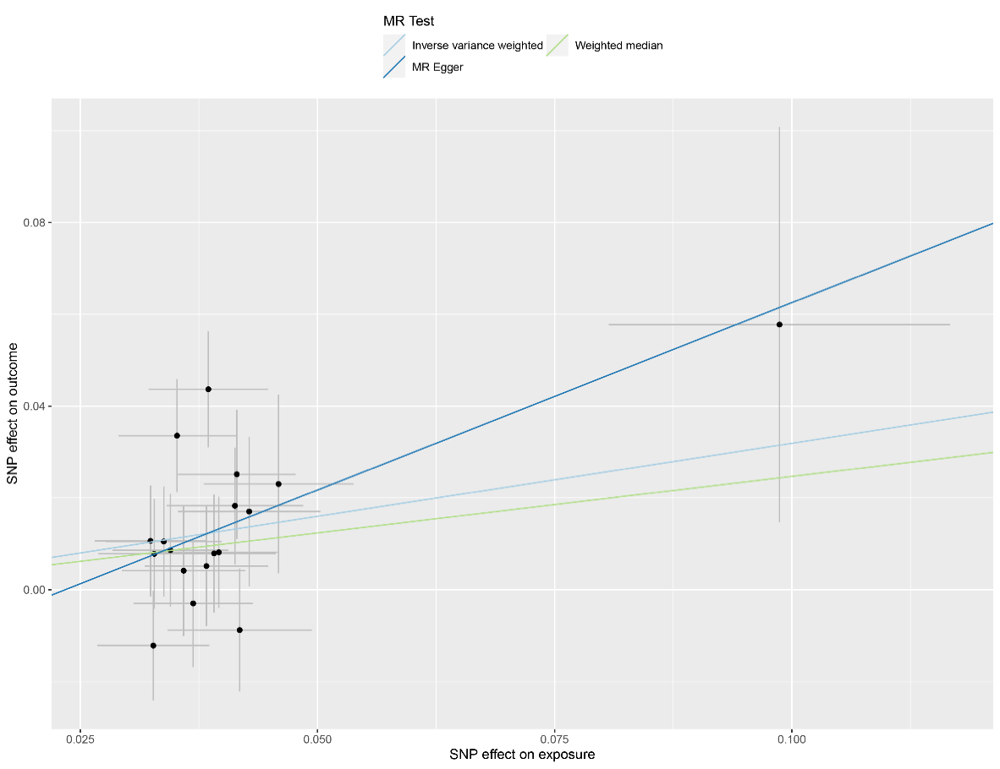 MR Test
Inverse variance weighted
Weighted median
MR Egger
SNP effect on outcome
0.08
0.04
0.00
0.025
0.050
0.075
0.100
SNP effect on exposure